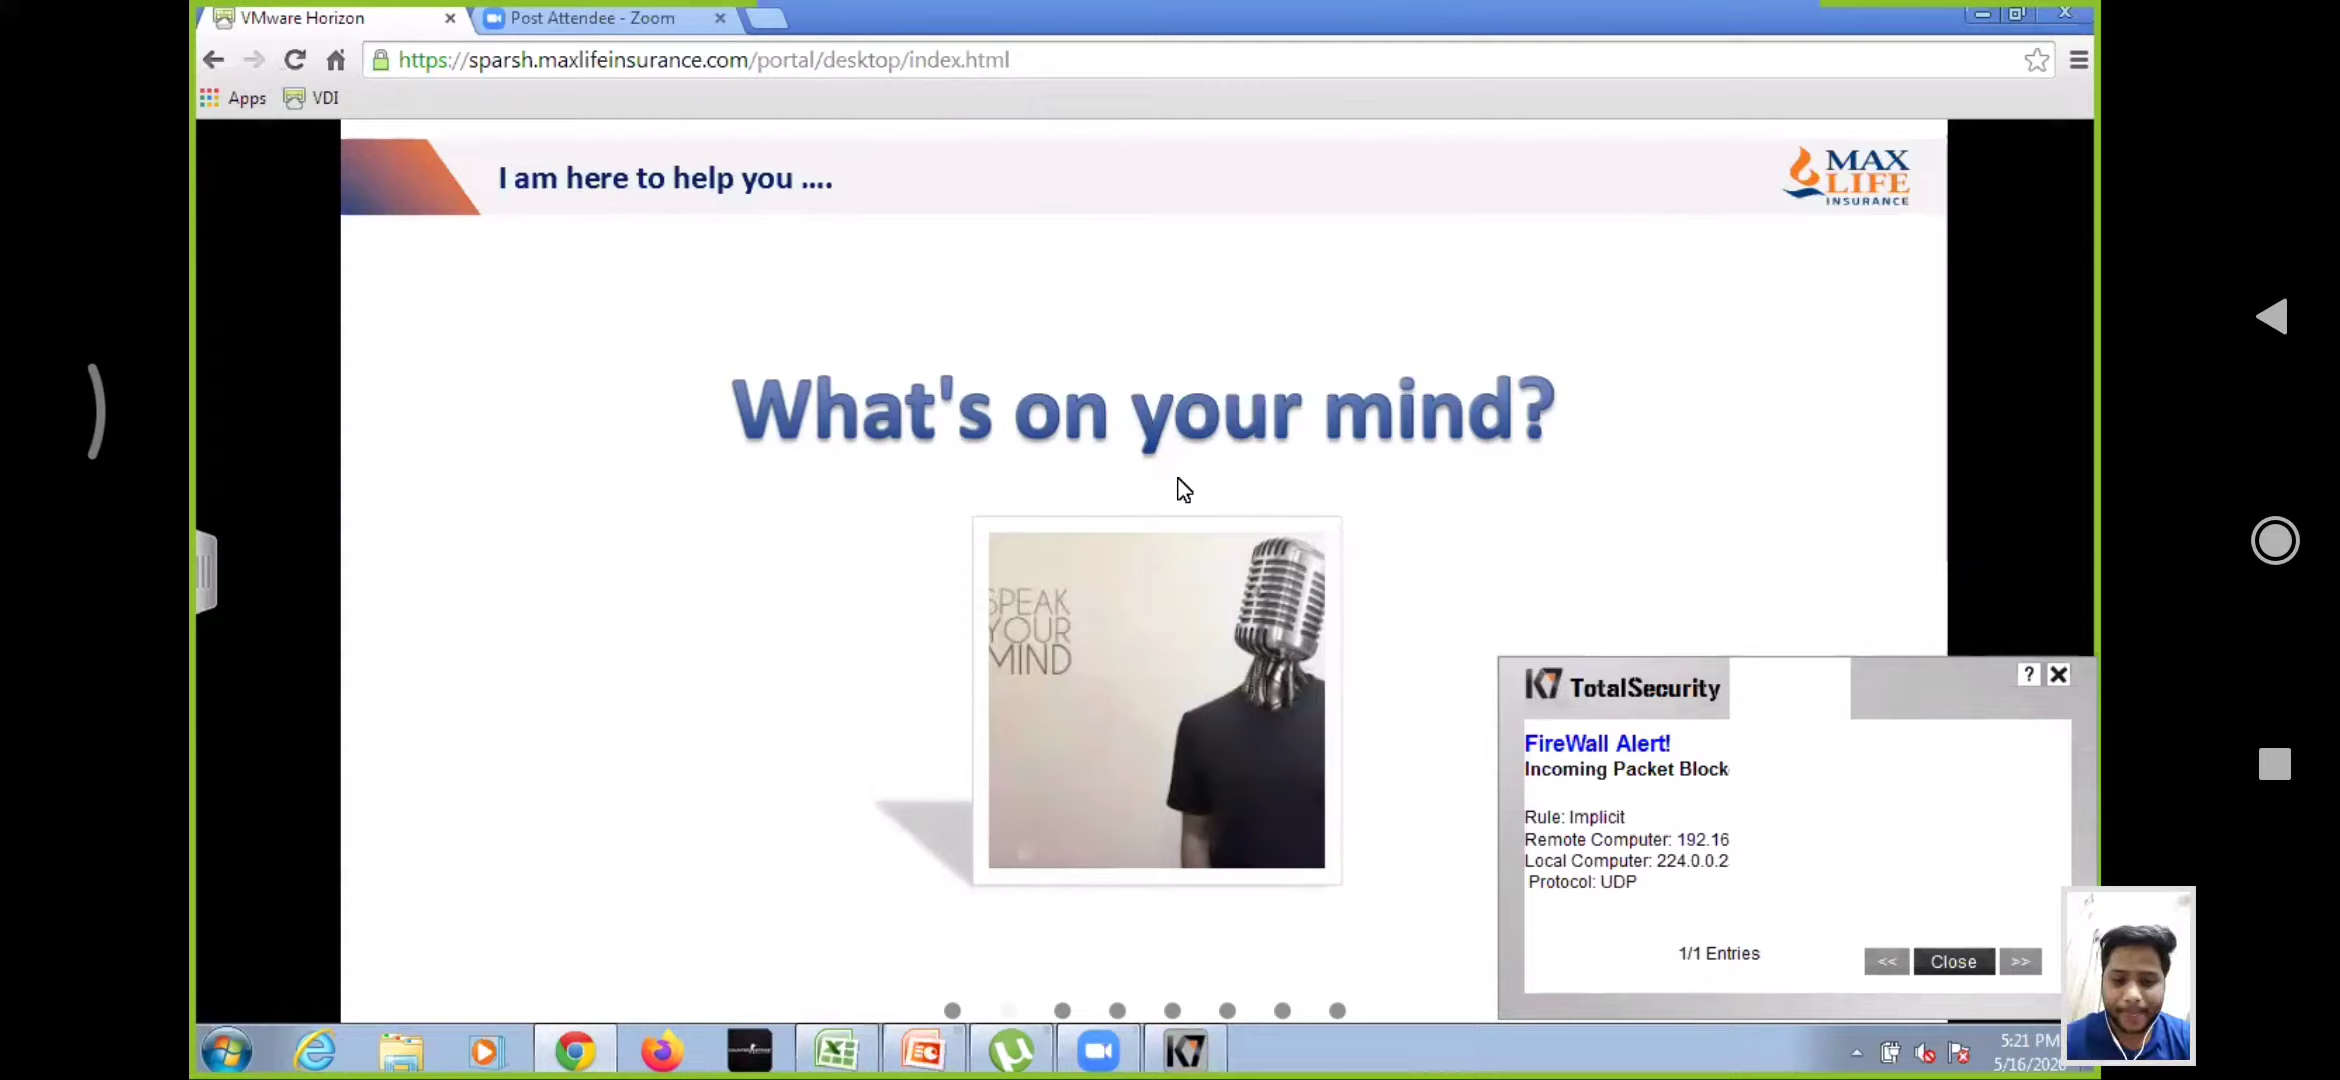 VMware Horizon
Post Attendee - Zoom
https://sparsh.maxlifeinsurance.com/portal/desktop/index.html
Apps
VDI
I am here to help you ....
MAX
LIFE
INSURANCE
What's on your mind?
SPEAK
YOUR
MIND
K7 TotalSecurity
?
FireWall Alert!
Incoming Packet Block
Rule: Implicit
Remote Computer: 192.16
Local Computer: 224.0.0.2
Protocol: UDP
1/1 Entries
<< Close >>
K7
5:21 PM